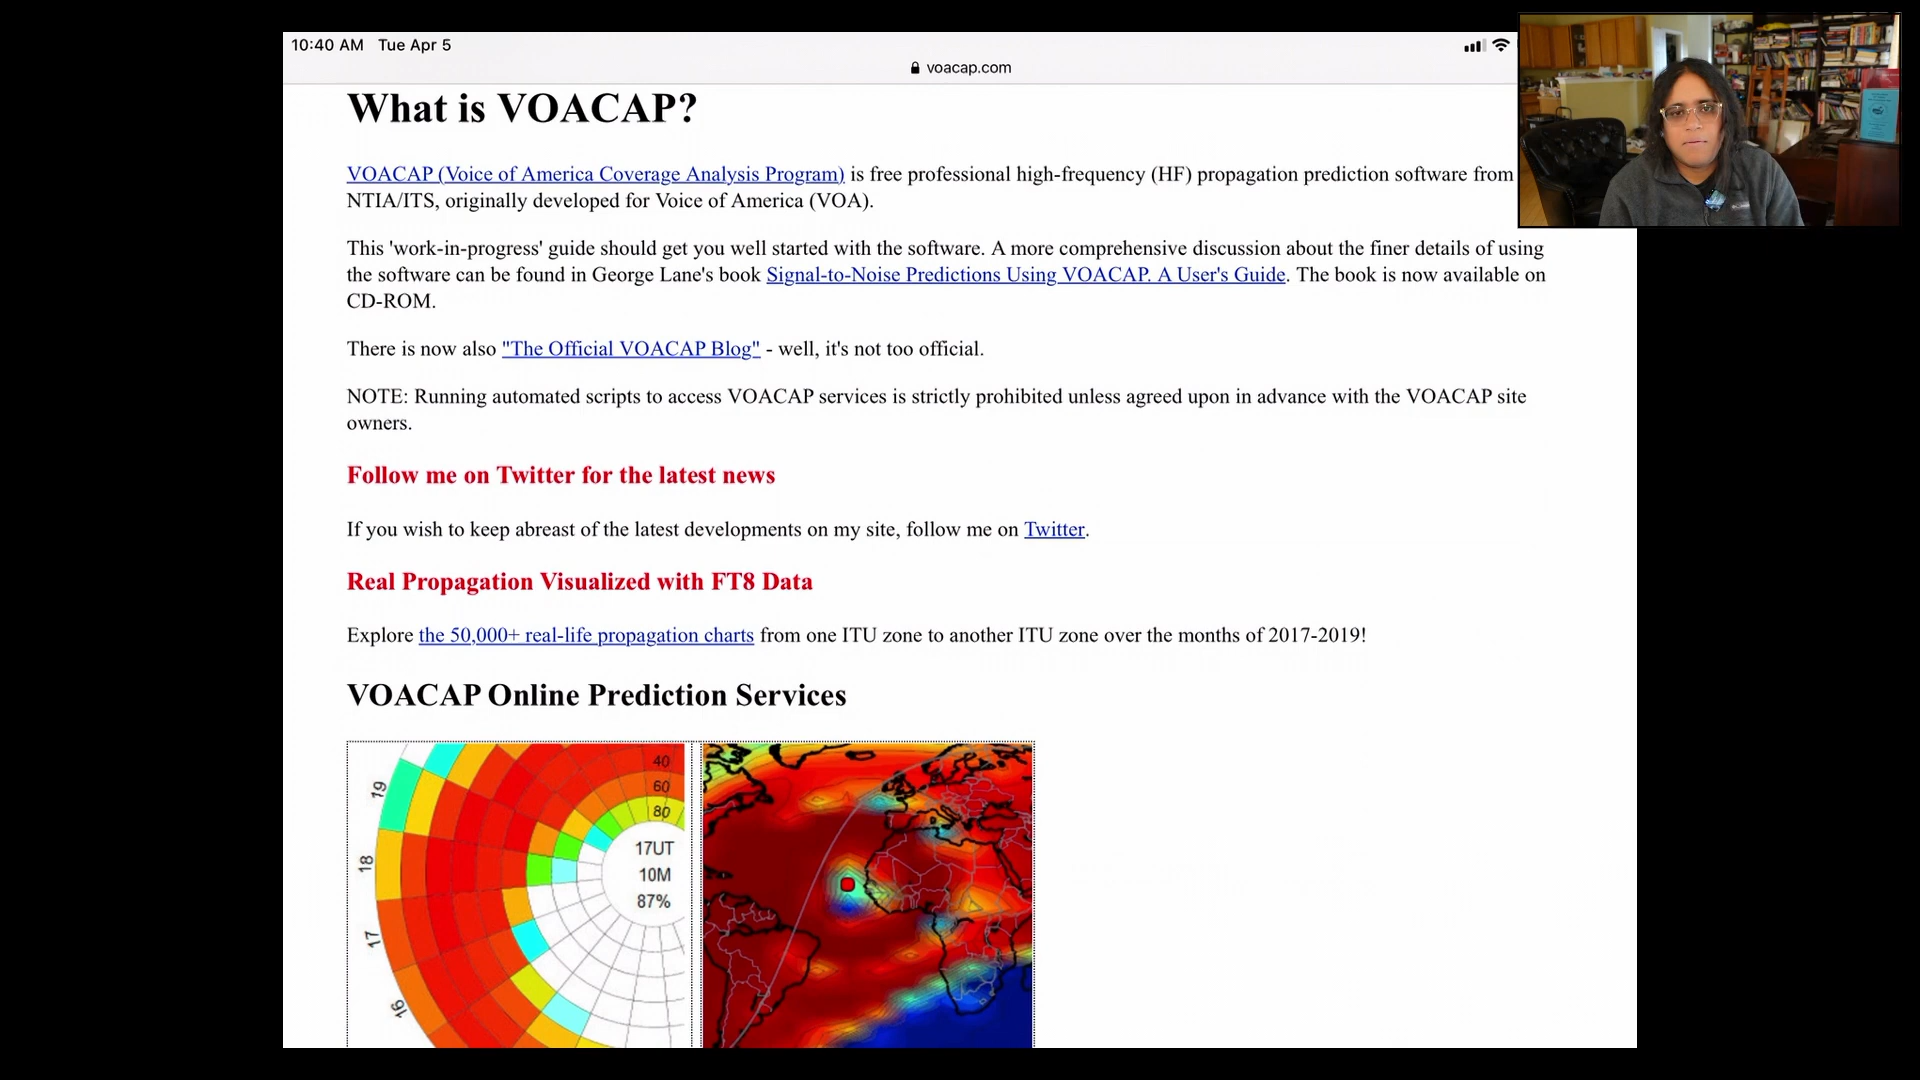 10:40 AM Tue Apr 5
voacap.com
What is VOACAP?
VOACAP (Voice of America Coverage Analysis Program) is free professional high-frequency (HF) propagation prediction software from
NTIA/ITS, originally developed for Voice of America (VOA).
This 'work-in-progress' guide should get you well started with the software. A more comprehensive discussion about the finer details of using
the software can be found in George Lane's book Signal-to-Noise Predictions Using VOACAP. A User's Guide. The book is now available on
CD-ROM.
There is now also "The Official VOACAP Blog" - well, it's not too official.
NOTE: Running automated scripts to access VOACAP services is strictly prohibited unless agreed upon in advance with the VOACAP site
owners.
Follow me on Twitter for the latest news
If you wish to keep abreast of the latest developments on my site, follow me on Twitter.
Real Propagation Visualized with FT8 Data
Explore the 50,000+ real-life propagation charts from one ITU zone to another ITU zone over the months of 2017-2019!
VOACAP Online Prediction Services
40
60
80
19
18
17
16
17UT
10M
87%